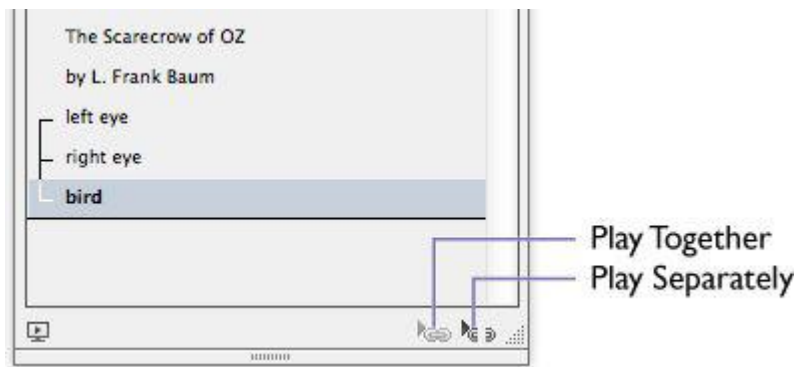 The Scarecrow of OZ
by L. Frank Baum
left eye
right eye
bird
Play Together
Play Separately